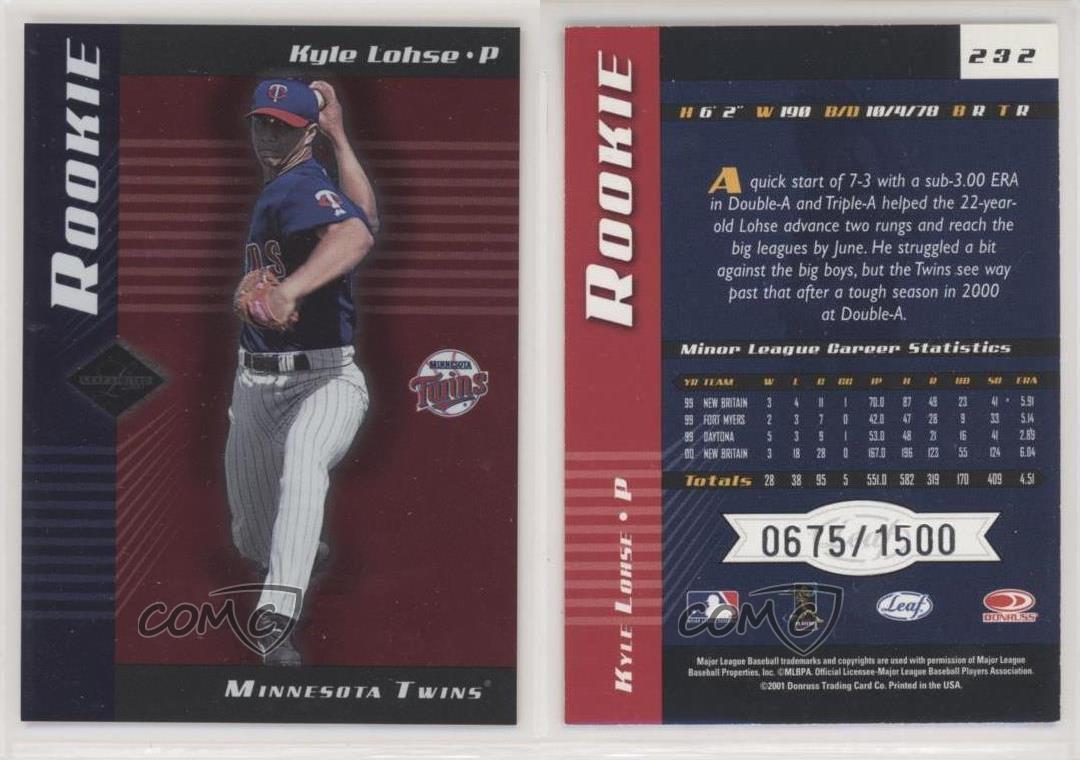 Kyle Lohse • P
ROOKIE
MINNESOTA
Twins
COMC
MINNESOTA TWINS
232
H 6' 2" W 190 B/D 10/4/78 B R T R
ROOKIE
A quick start of 7-3 with a sub-3.00 ERA
in Double-A and Triple-A helped the 22-year-
old Lohse advance two rungs and reach the
big leagues by June. He struggled a bit
against the big boys, but the Twins see way
past that after a tough season in 2000
at Double-A.
Minor League Career Statistics
YR TEAM W L G CG IP H R BB SO ERA
99 NEW BRITAIN 3 4 11 1 70.0 87 49 23 41 5.91
99 FORT MYERS 2 3 7 0 42.0 47 28 9 33 5.14
99 DAYTONA 5 3 9 1 53.0 48 21 16 41 2.89
00 NEW BRITAIN 3 18 28 0 167.0 196 123 55 124 6.04
Totals 28 38 95 5 551.0 582 319 170 409 4.51
KYLE LOHSE • P
0675/1500
COMC
Leaf
DONRUSS
Major League Baseball trademarks and copyrights are used with permission of Major League
Baseball Properties, Inc. ©MLBPA. Official Licensee-Major League Baseball Players Association.
©2001 Donruss Trading Card Co. Printed in the USA.